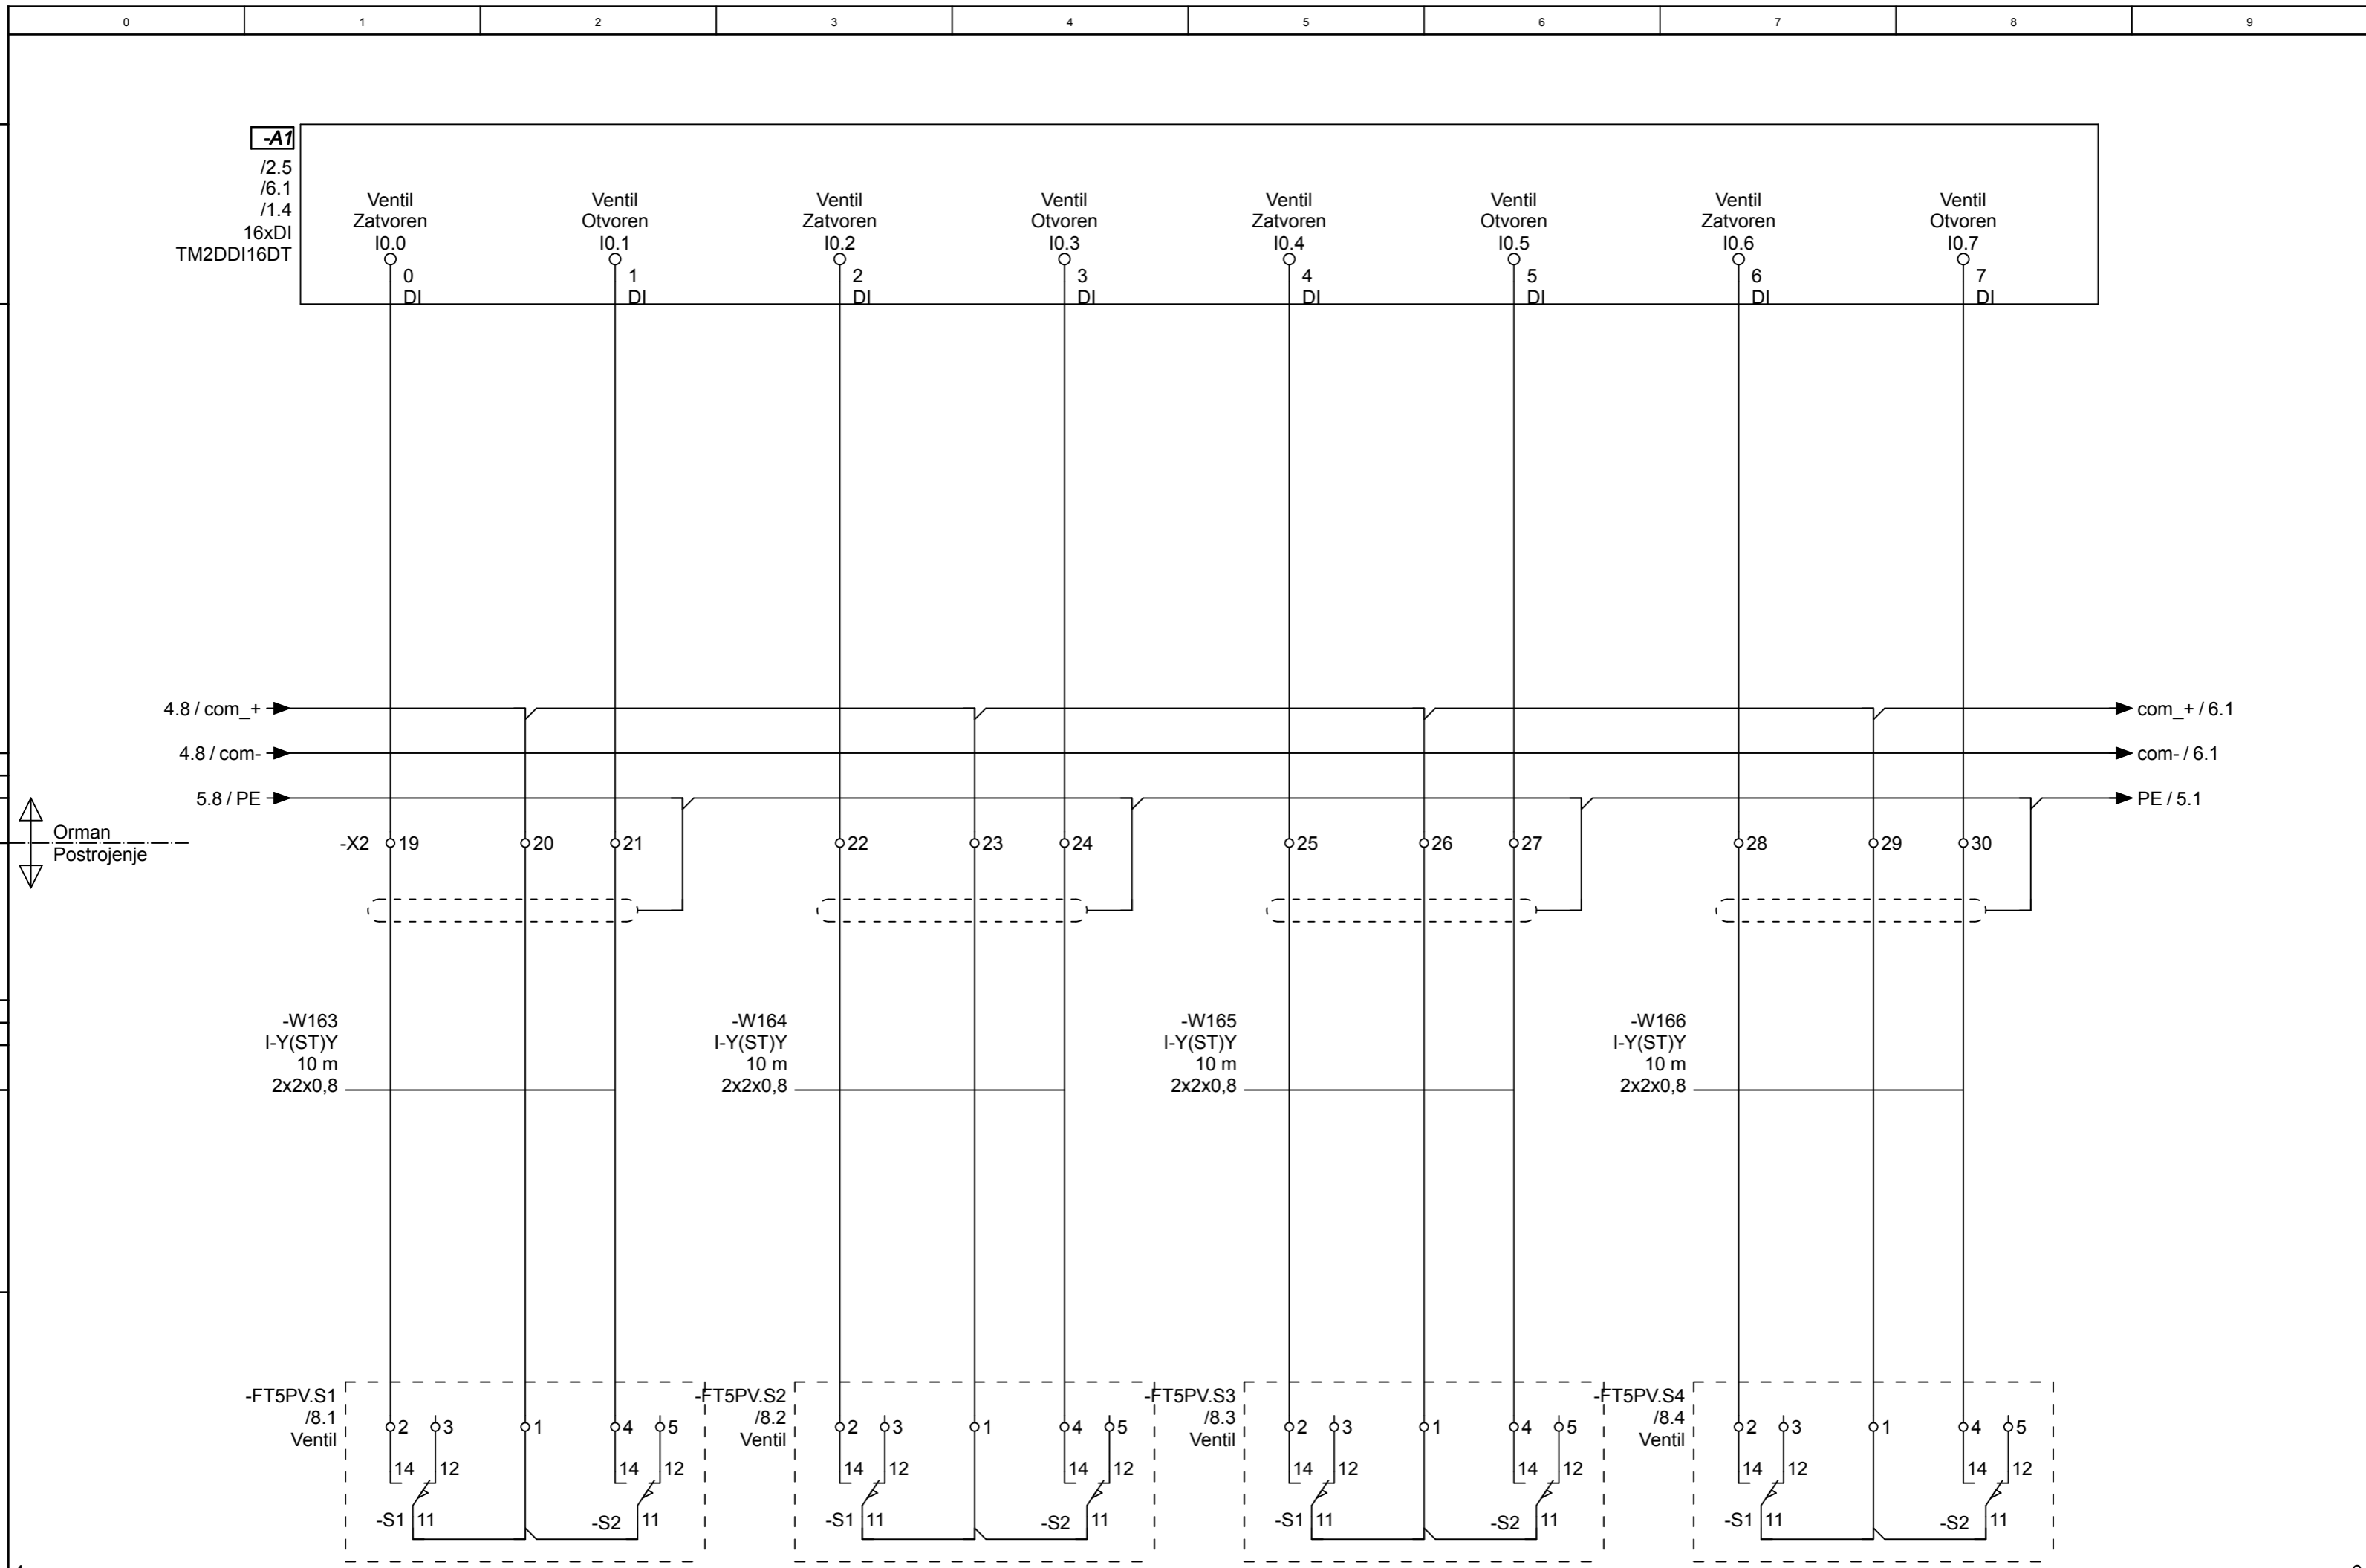 0 1 2 3 4 5 6 7 8 9
-A1
/2.5
/6.1
/1.4
16xDI
TM2DDI16DT
Ventil Ventil Ventil Ventil Ventil Ventil Ventil Ventil
Zatvoren Otvoren Zatvoren Otvoren Zatvoren Otvoren Zatvoren Otvoren
I0.0 I0.1 I0.2 I0.3 I0.4 I0.5 I0.6 I0.7
0 1 2 3 4 5 6 7
DI DI DI DI DI DI DI DI
4.8 / com_+ com_+ / 6.1
4.8 / com- com- / 6.1
5.8 / PE PE / 5.1
Orman
Postrojenje
-X2 19 20 21 22 23 24 25 26 27 28 29 30
-W163 -W164 -W165 -W166
I-Y(ST)Y I-Y(ST)Y I-Y(ST)Y I-Y(ST)Y
10 m 10 m 10 m 10 m
2x2x0,8 2x2x0,8 2x2x0,8 2x2x0,8
-FT5PV.S1 -FT5PV.S2 -FT5PV.S3 -FT5PV.S4
/8.1 /8.2 /8.3 /8.4
Ventil Ventil Ventil Ventil
2 3 1 4 5 2 3 1 4 5 2 3 1 4 5 2 3 1 4 5
14 12 14 12 14 12 14 12 14 12 14 12 14 12 14 12
-S1 11 -S2 11 -S1 11 -S2 11 -S1 11 -S2 11 -S1 11 -S2 11